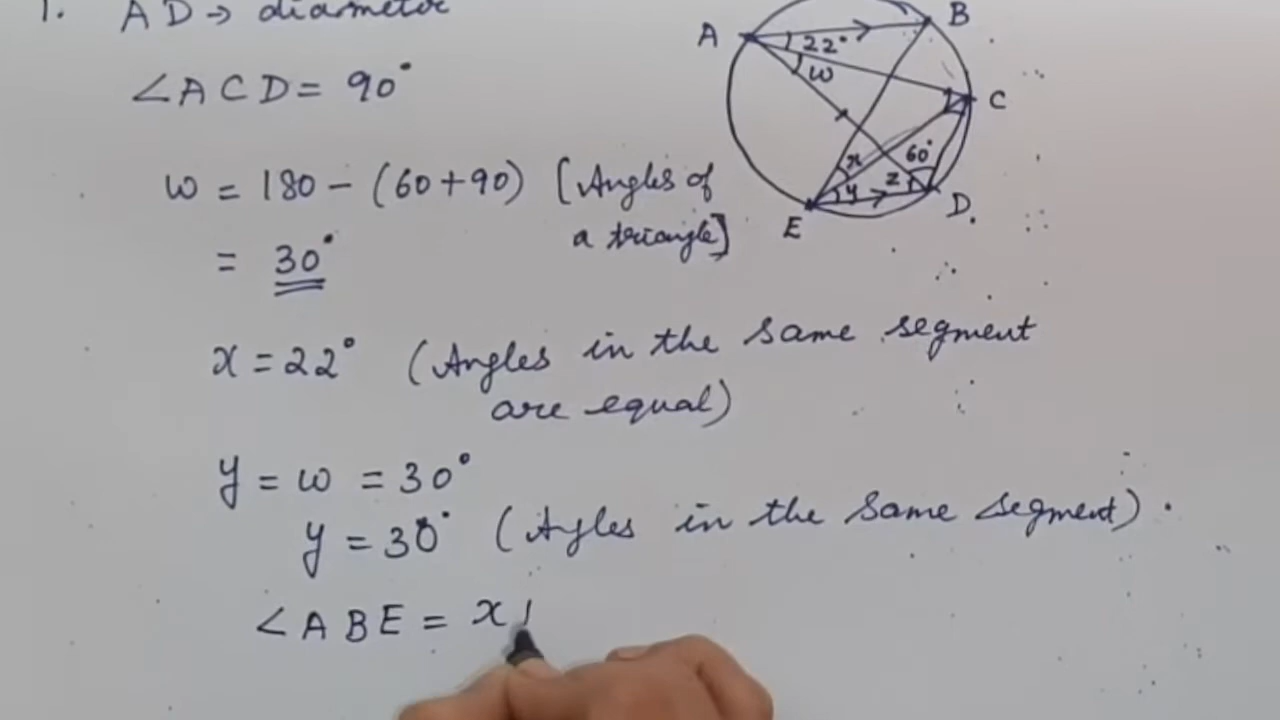 1. AD → diameter
∠ACD = 90°
w = 180 - (60+90) [Angles of
a triangle]
= 30°
x = 22° (Angles in the same segment
are equal)
y = w = 30°
y = 30° (Agles in the same segment).
∠ABE = x
A
B
22°
w
C
x
60°
y
z
E
D